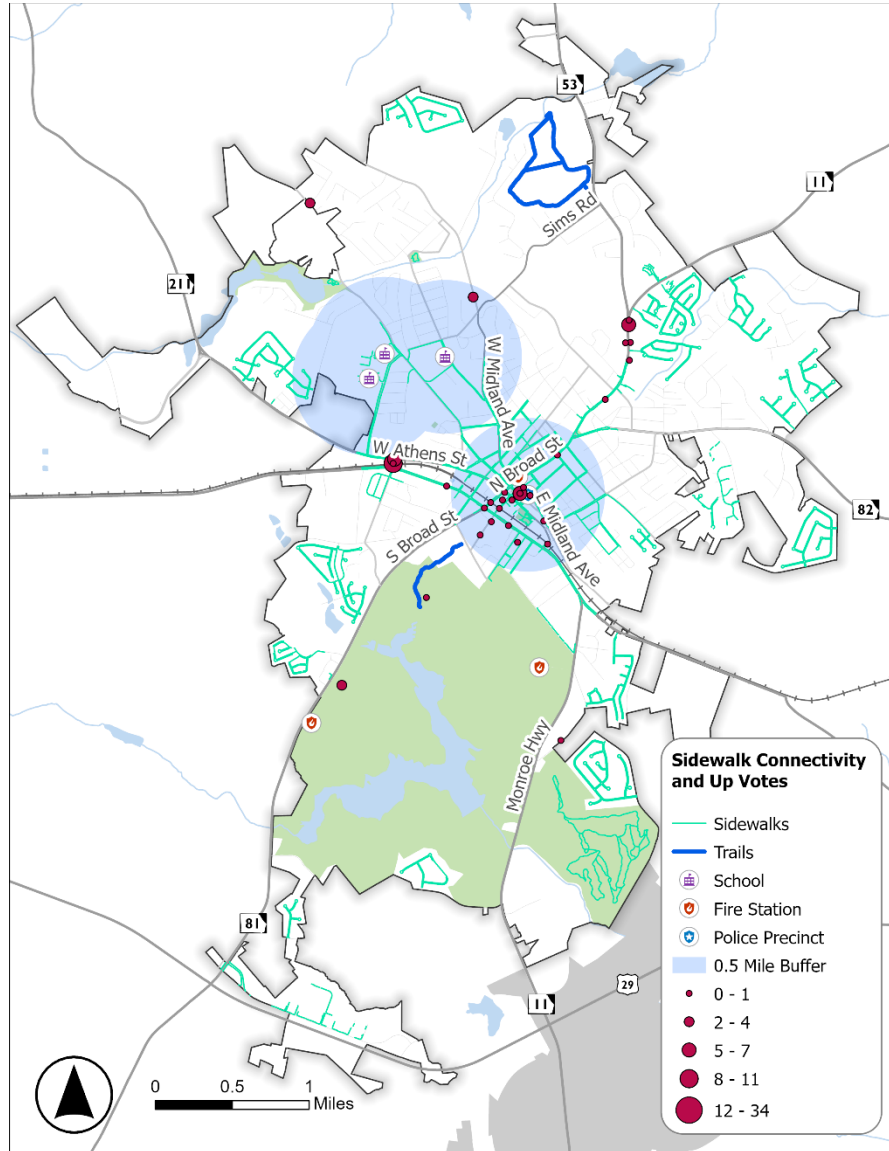 53
11
Sims Rd
211
W Midland Ave
W Athens St
N Broad St
82
E Midland Ave
S Broad St
Monroe Hwy
Sidewalk Connectivity
and Up Votes
Sidewalks
Trails
School
Fire Station
Police Precinct
0.5 Mile Buffer
0 - 1
2 - 4
5 - 7
8 - 11
12 - 34
81
29
11
0 0.5 1
Miles